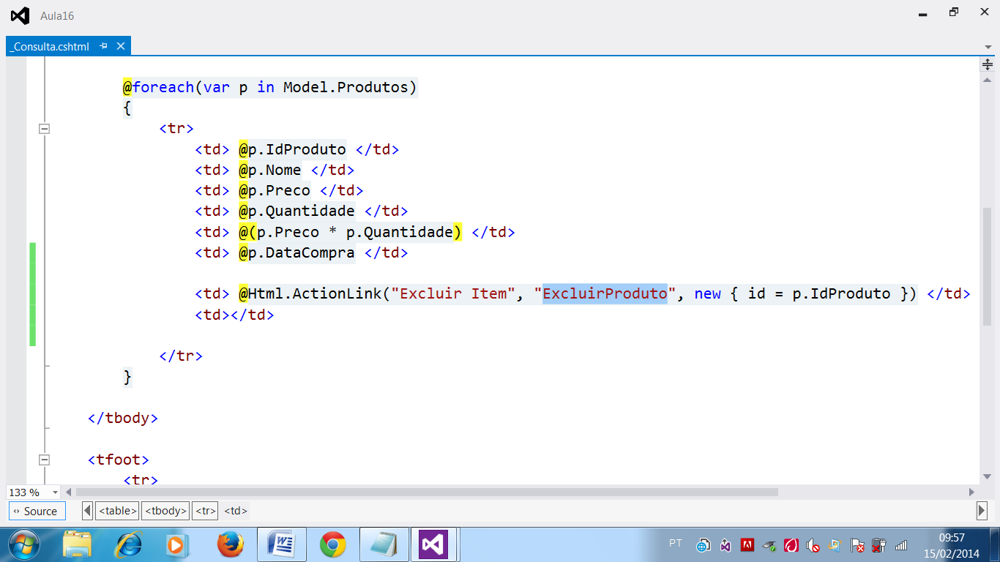 Aula16
_Consulta.cshtml
@foreach(var p in Model.Produtos)
{
<tr>
<td> @p.IdProduto </td>
<td> @p.Nome </td>
<td> @p.Preco </td>
<td> @p.Quantidade </td>
<td> @(p.Preco * p.Quantidade) </td>
<td> @p.DataCompra </td>
<td> @Html.ActionLink("Excluir Item", "ExcluirProduto", new { id = p.IdProduto }) </td>
<td></td>
</tr>
}
</tbody>
<tfoot>
<tr>
133 %
Source <table> <tbody> <tr> <td>
PT 09:57
15/02/2014